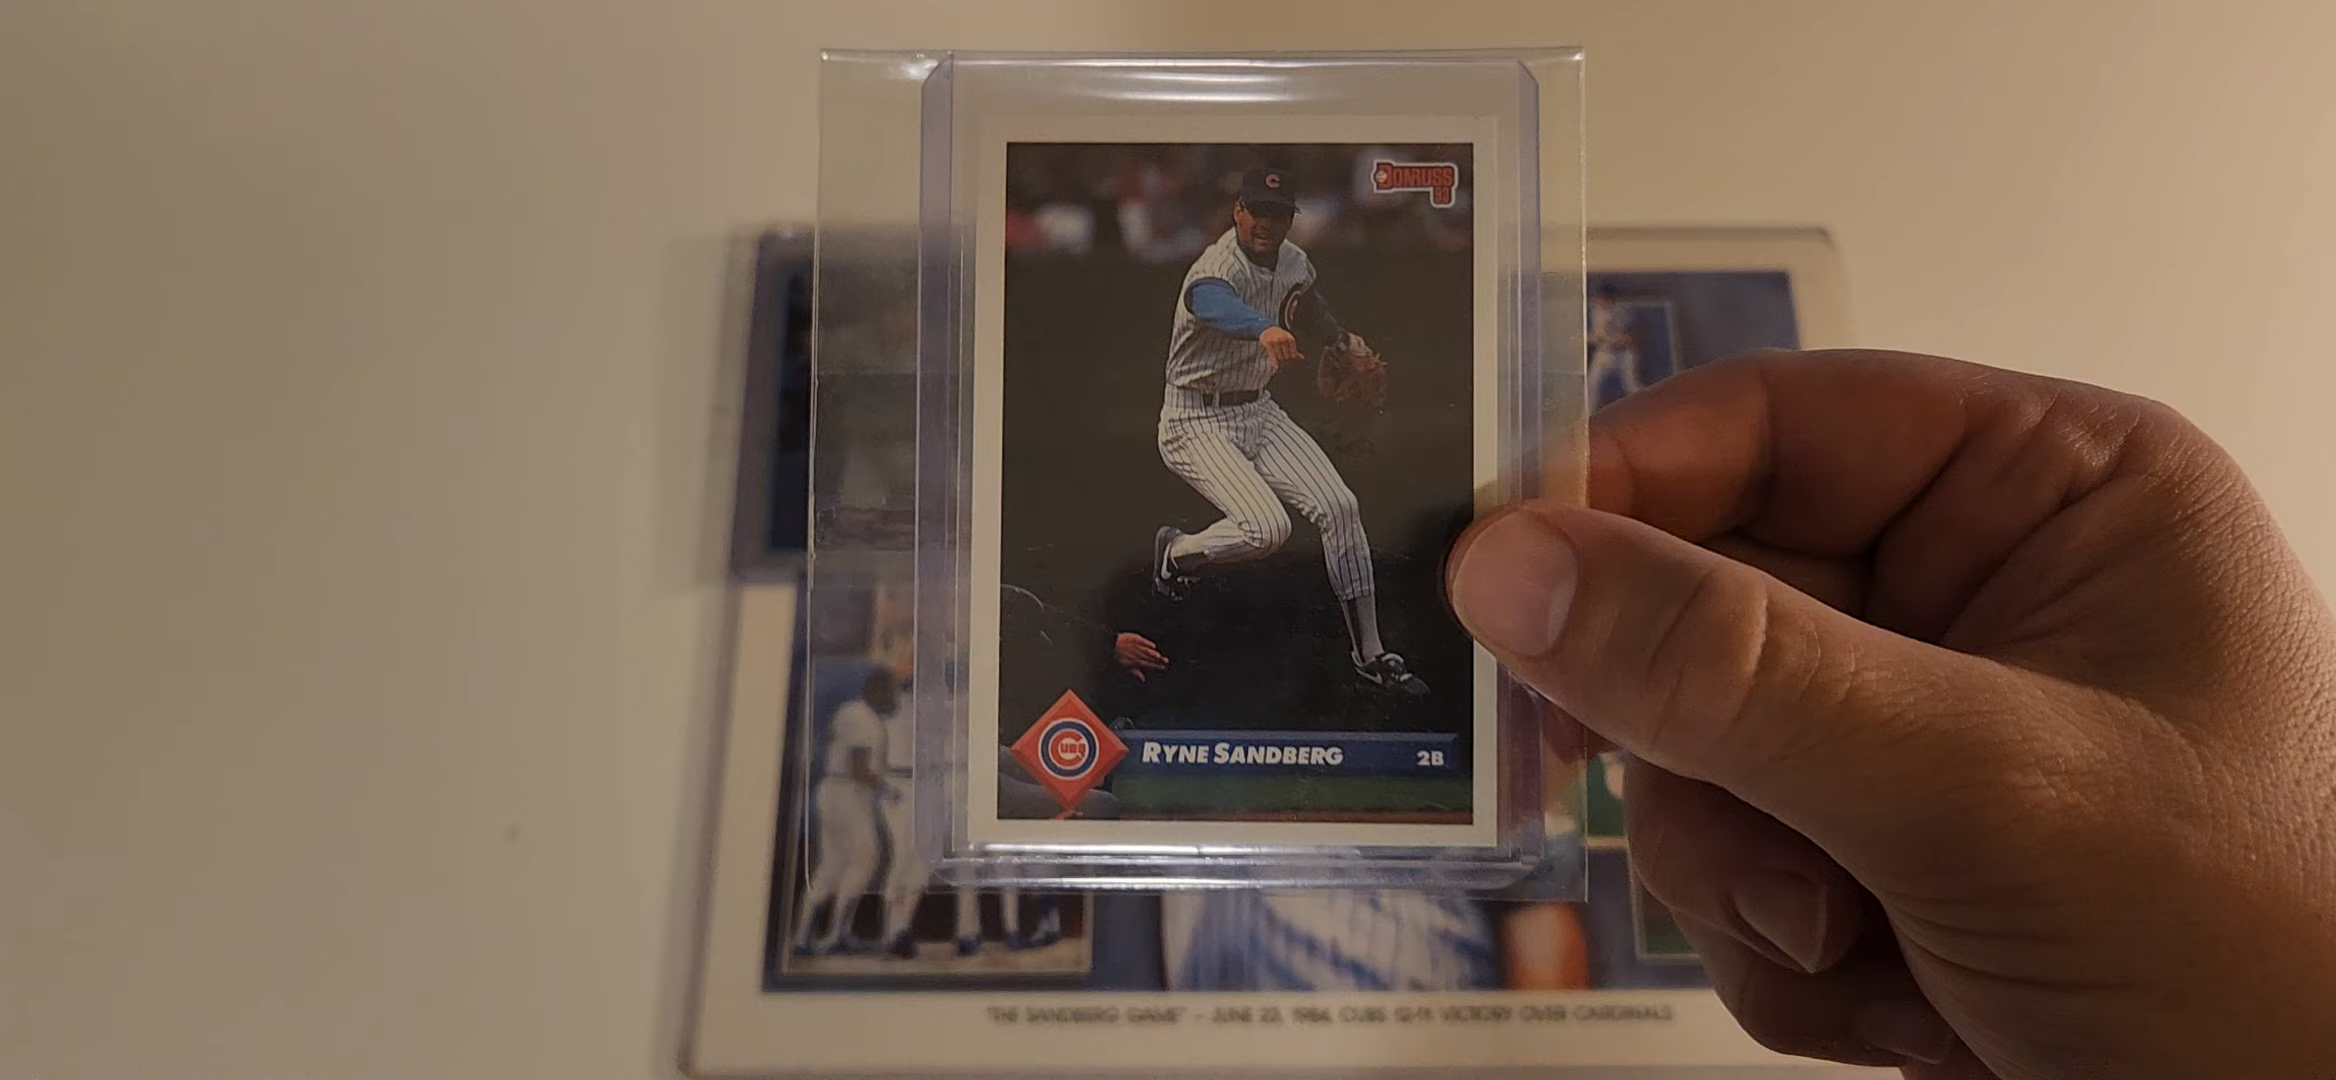 DONRUSS
93
C
CUBS
RYNE SANDBERG 2B
"THE SANDBERG GAME" – JUNE 23, 1984, CUBS 12-11 VICTORY OVER CARDINALS